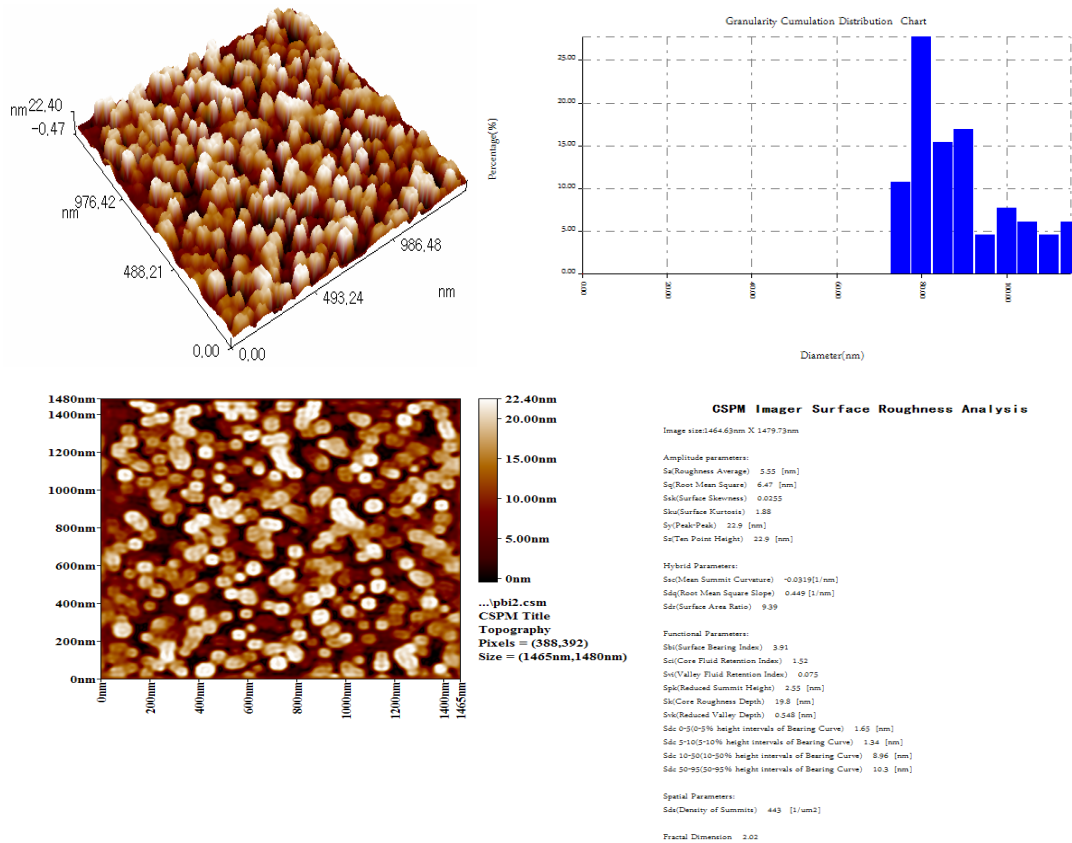 nm 22,40
-0,47
976,42
nm
488,21
0,00
0,00
493,24
986,48
nm
Granularity Cumulation Distribution Chart
Percentage(%)
25.00
20.00
15.00
10.00
5.00
0.00
0.00
20.00
40.00
60.00
80.00
100.00
Diameter(nm)
1480nm
1400nm
1200nm
1000nm
800nm
600nm
400nm
200nm
0nm
0nm
200nm
400nm
600nm
800nm
1000nm
1200nm
1400nm
1465nm
22.40nm
20.00nm
15.00nm
10.00nm
5.00nm
0nm
...\pbi2.csm
CSPM Title
Topography
Pixels = (388,392)
Size = (1465nm,1480nm)
CSPM Imager Surface Roughness Analysis
Image size:1464.63nm X 1479.73nm
Amplitude parameters:
Sa(Roughness Average) 5.55 [nm]
Sq(Root Mean Square) 6.47 [nm]
Ssk(Surface Skewness) 0.0255
Sku(Surface Kurtosis) 1.88
Sy(Peak-Peak) 22.9 [nm]
Sz(Ten Point Height) 22.9 [nm]
Hybrid Parameters:
Ssc(Mean Summit Curvature) -0.0319[1/nm]
Sdq(Root Mean Square Slope) 0.449 [1/nm]
Sdr(Surface Area Ratio) 9.39
Functional Parameters:
Sbi(Surface Bearing Index) 3.91
Sci(Core Fluid Retention Index) 1.52
Svi(Valley Fluid Retention Index) 0.075
Spk(Reduced Summit Height) 2.55 [nm]
Sk(Core Roughness Depth) 19.8 [nm]
Svk(Reduced Valley Depth) 0.548 [nm]
Sdc 0-5(0-5% height intervals of Bearing Curve) 1.65 [nm]
Sdc 5-10(5-10% height intervals of Bearing Curve) 1.34 [nm]
Sdc 10-50(10-50% height intervals of Bearing Curve) 8.96 [nm]
Sdc 50-95(50-95% height intervals of Bearing Curve) 10.3 [nm]
Spatial Parameters:
Sds(Density of Summits) 443 [1/um2]
Fractal Dimension 2.02